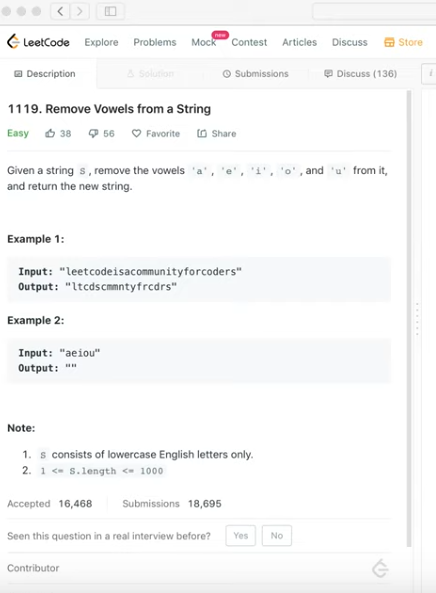 LeetCode Explore Problems Mock new Contest Articles Discuss Store
Description Solution Submissions Discuss (136) i
1119. Remove Vowels from a String
Easy 38 56 Favorite Share
Given a string S, remove the vowels 'a', 'e', 'i', 'o', and 'u' from it,
and return the new string.
Example 1:
Input: "leetcodeisacommunityforcoders"
Output: "ltcdscmmntyfrcdrs"
Example 2:
Input: "aeiou"
Output: ""
Note:
1. S consists of lowercase English letters only.
2. 1 <= S.length <= 1000
Accepted 16,468 Submissions 18,695
Seen this question in a real interview before? Yes No
Contributor